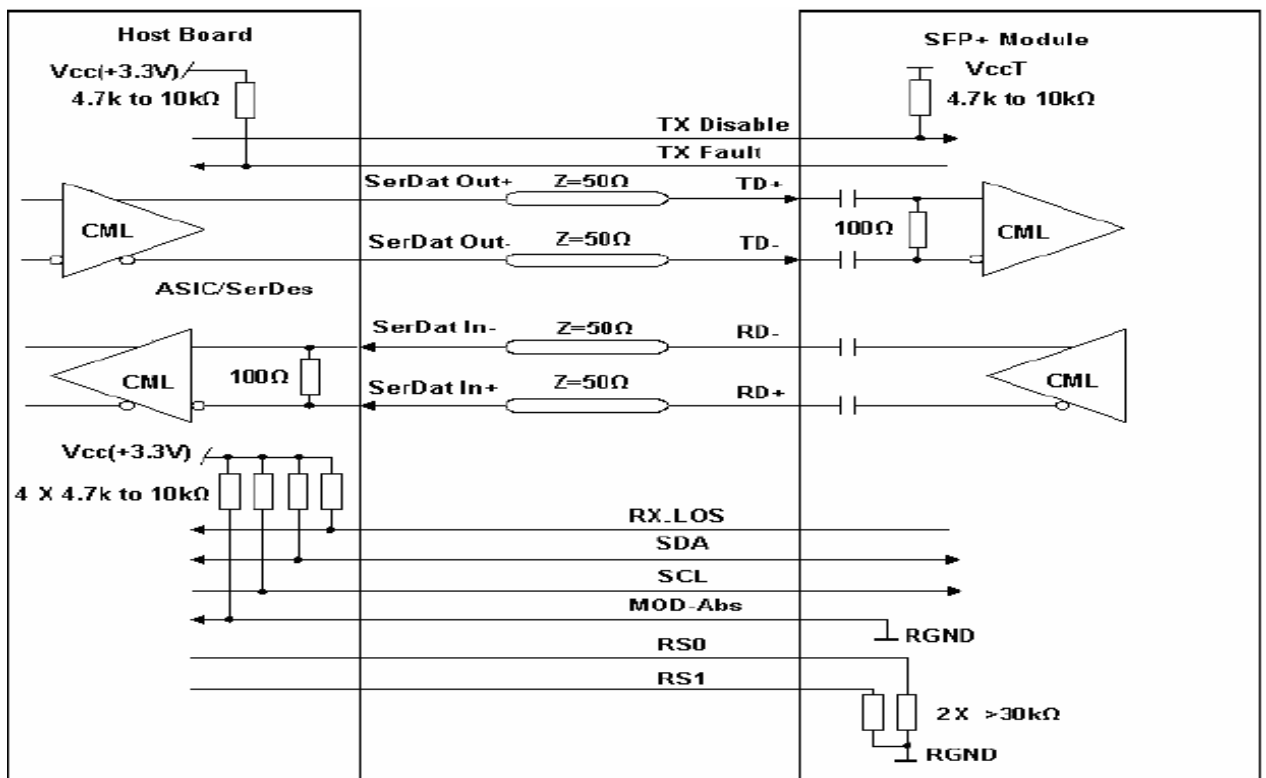 Host Board
SFP+ Module
Vcc(+3.3V)
4.7k to 10kΩ
VccT
4.7k to 10kΩ
TX Disable
TX Fault
SerDat Out+
Z=50Ω
TD+
CML
100Ω
CML
SerDat Out-
Z=50Ω
TD-
ASIC/SerDes
SerDat In-
Z=50Ω
RD-
CML
100Ω
SerDat In+
Z=50Ω
RD+
CML
Vcc(+3.3V)
4 X 4.7k to 10kΩ
RX_LOS
SDA
SCL
MOD-Abs
RGND
RS0
RS1
2X >30kΩ
RGND